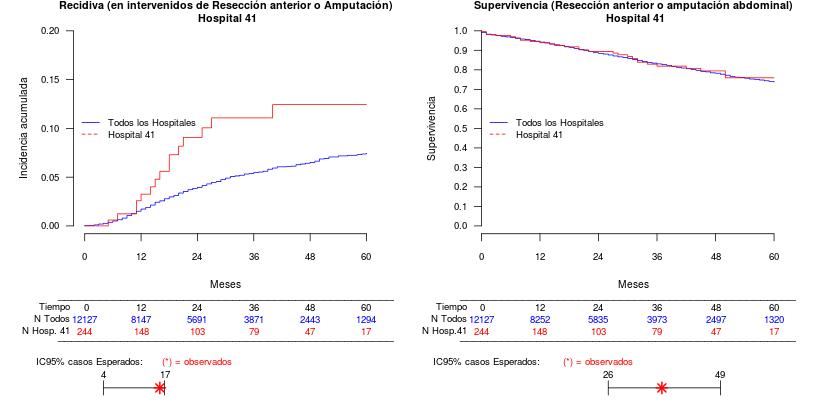 Recidiva (en intervenidos de Resección anterior o Amputación)
Hospital 41
Incidencia acumulada
0.20
0.15
0.10
0.05
0.00
Todos los Hospitales
Hospital 41
0 12 24 36 48 60
Meses
Tiempo 0 12 24 36 48 60
N Todos 12127 8147 5691 3871 2443 1294
N Hosp. 41 244 148 103 79 47 17
IC95% casos Esperados: (*) = observados
4 17
Supervivencia (Resección anterior o amputación abdominal)
Hospital 41
Supervivencia
1.0
0.9
0.8
0.7
0.6
0.5
0.4
0.3
0.2
0.1
0.0
Todos los Hospitales
Hospital 41
0 12 24 36 48 60
Meses
Tiempo 0 12 24 36 48 60
N Todos 12127 8252 5835 3973 2497 1320
N Hosp.41 244 148 103 79 47 17
IC95% casos Esperados: (*) = observados
26 49